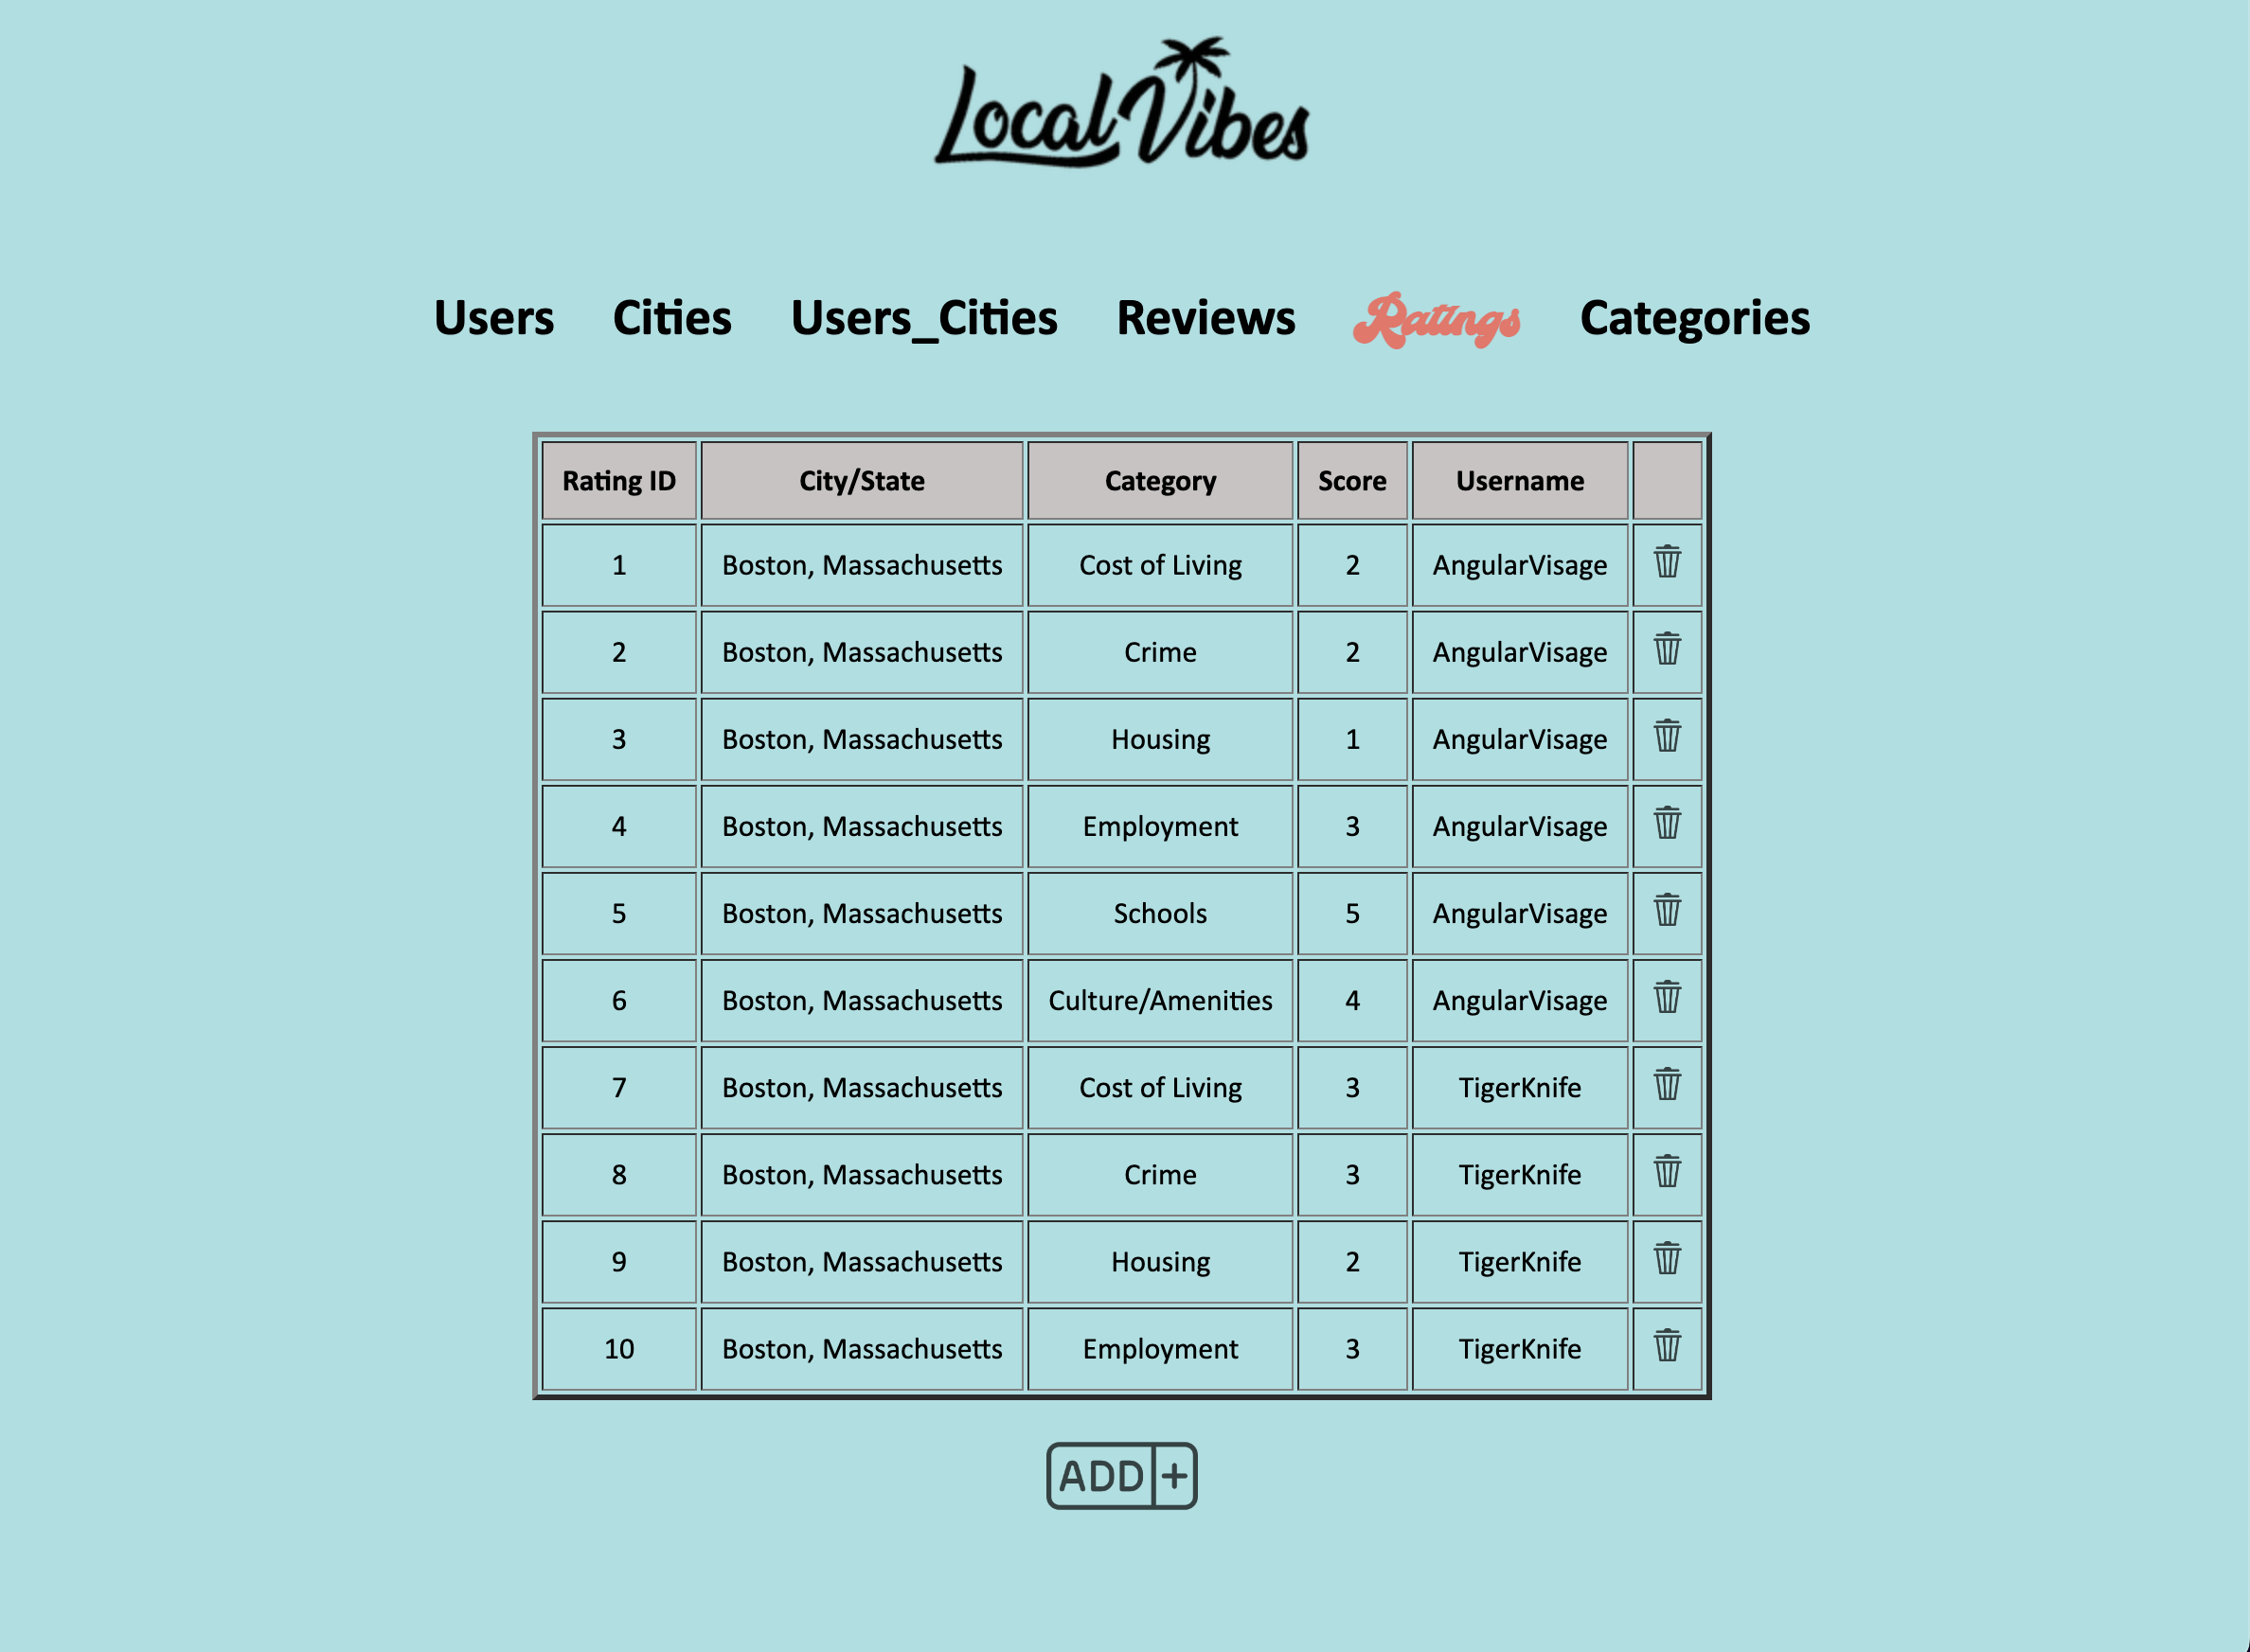 Local Vibes
Users Cities Users_Cities Reviews Ratings Categories
Rating ID City/State Category Score Username
1 Boston, Massachusetts Cost of Living 2 AngularVisage
2 Boston, Massachusetts Crime 2 AngularVisage
3 Boston, Massachusetts Housing 1 AngularVisage
4 Boston, Massachusetts Employment 3 AngularVisage
5 Boston, Massachusetts Schools 5 AngularVisage
6 Boston, Massachusetts Culture/Amenities 4 AngularVisage
7 Boston, Massachusetts Cost of Living 3 TigerKnife
8 Boston, Massachusetts Crime 3 TigerKnife
9 Boston, Massachusetts Housing 2 TigerKnife
10 Boston, Massachusetts Employment 3 TigerKnife
ADD +